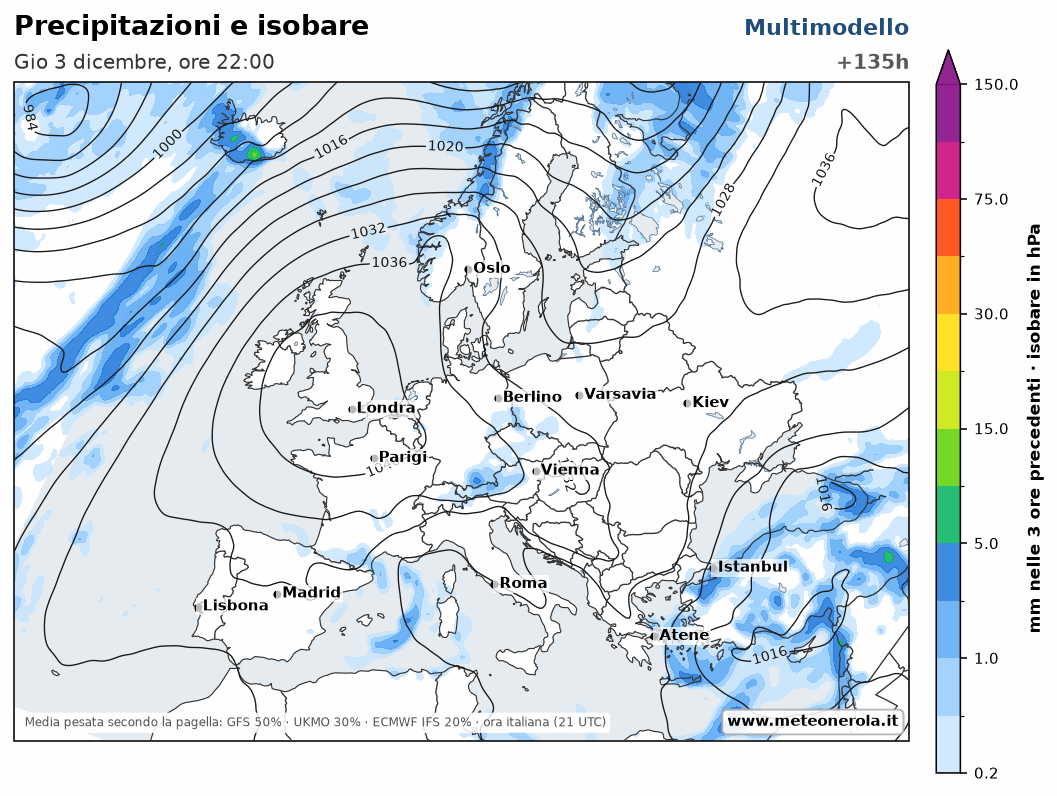 Precipitazioni e isobare
Multimodello
Gio 3 dicembre, ore 22:00
+135h
984
1000
1016
1020
1036
1028
1032
1036
Oslo
Berlino
Varsavia
Kiev
Londra
Parigi
Vienna
1016
Istanbul
Roma
Madrid
Lisbona
Atene
1016
Media pesata secondo la pagella: GFS 50% · UKMO 30% · ECMWF IFS 20% · ora italiana (21 UTC)
www.meteonerola.it
150.0
75.0
30.0
15.0
5.0
1.0
0.2
mm nelle 3 ore precedenti · isobare in hPa